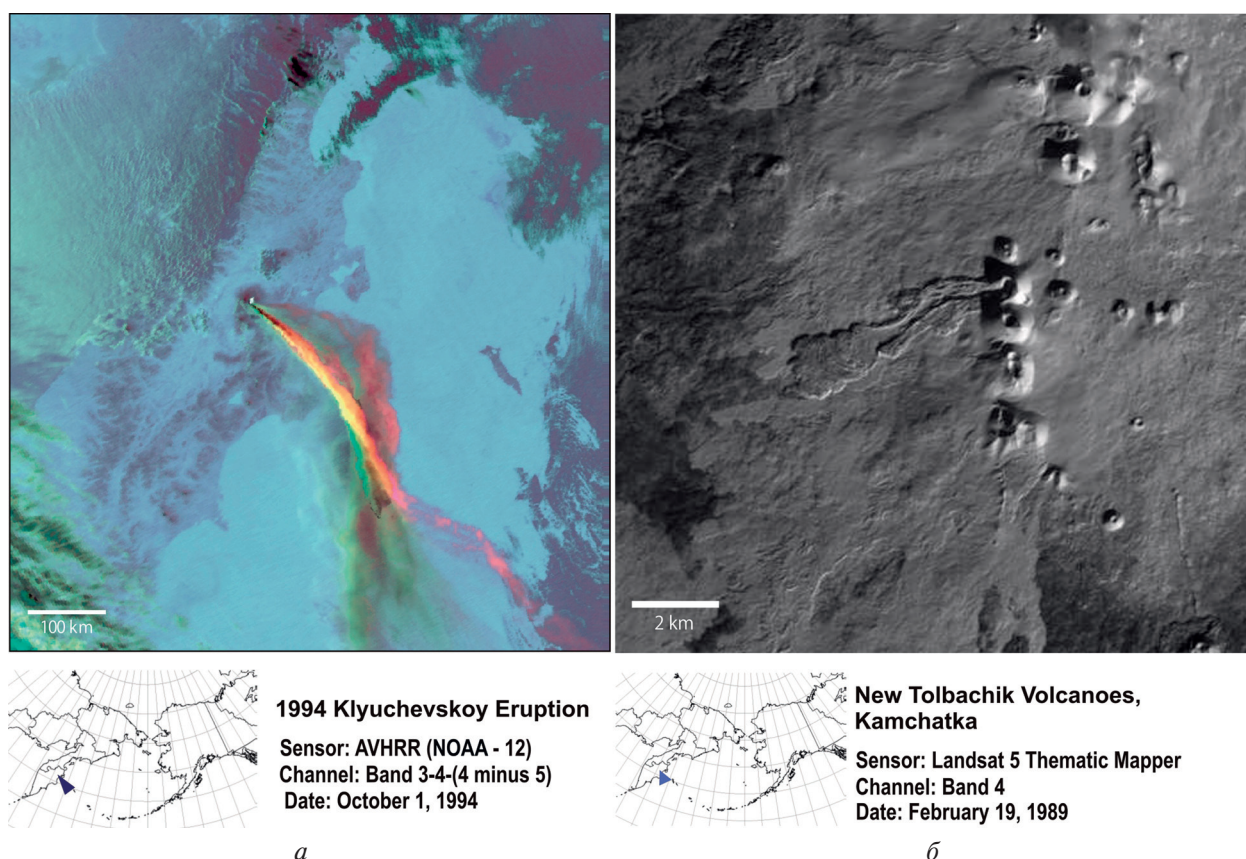 100 km
2 km
1994 Klyuchevskoy Eruption
Sensor: AVHRR (NOAA - 12)
Channel: Band 3-4-(4 minus 5)
Date: October 1, 1994
а
New Tolbachik Volcanoes,
Kamchatka
Sensor: Landsat 5 Thematic Mapper
Channel: Band 4
Date: February 19, 1989
б